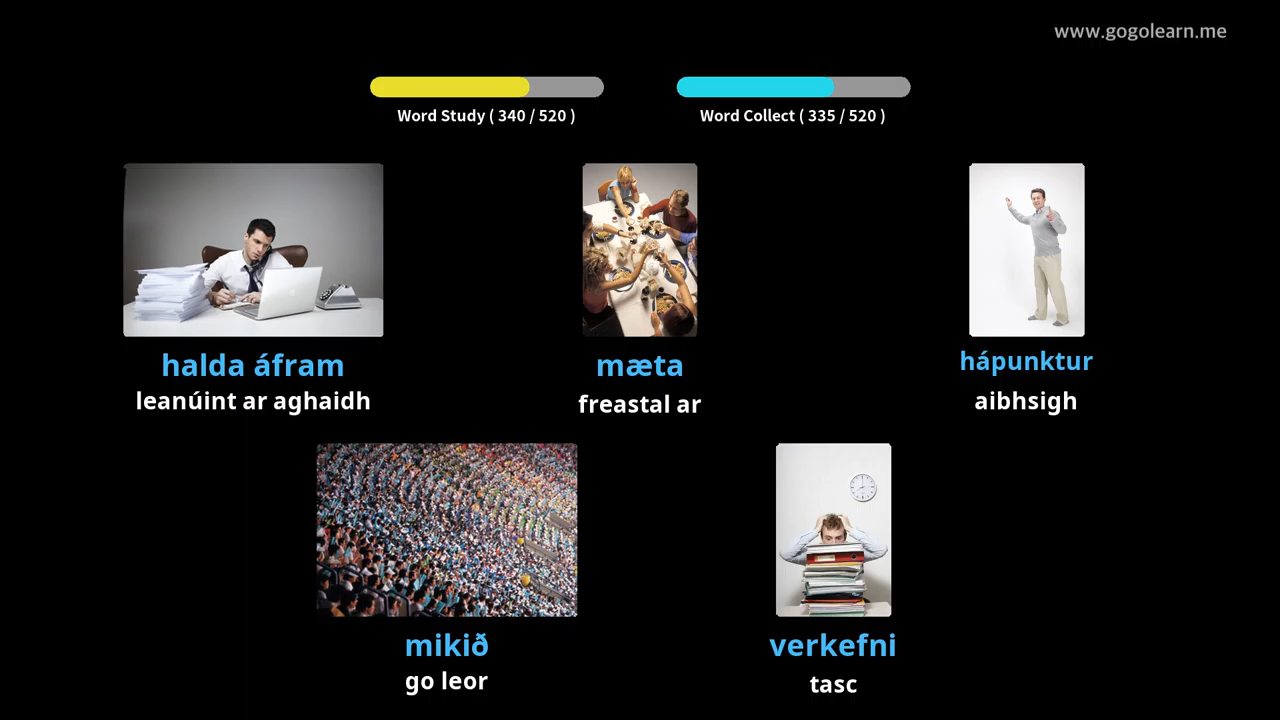 www.gogolearn.me
Word Study ( 340 / 520 )
Word Collect ( 335 / 520 )
halda áfram
leanúint ar aghaidh
mæta
freastal ar
hápunktur
aibhsigh
mikið
go leor
verkefni
tasc